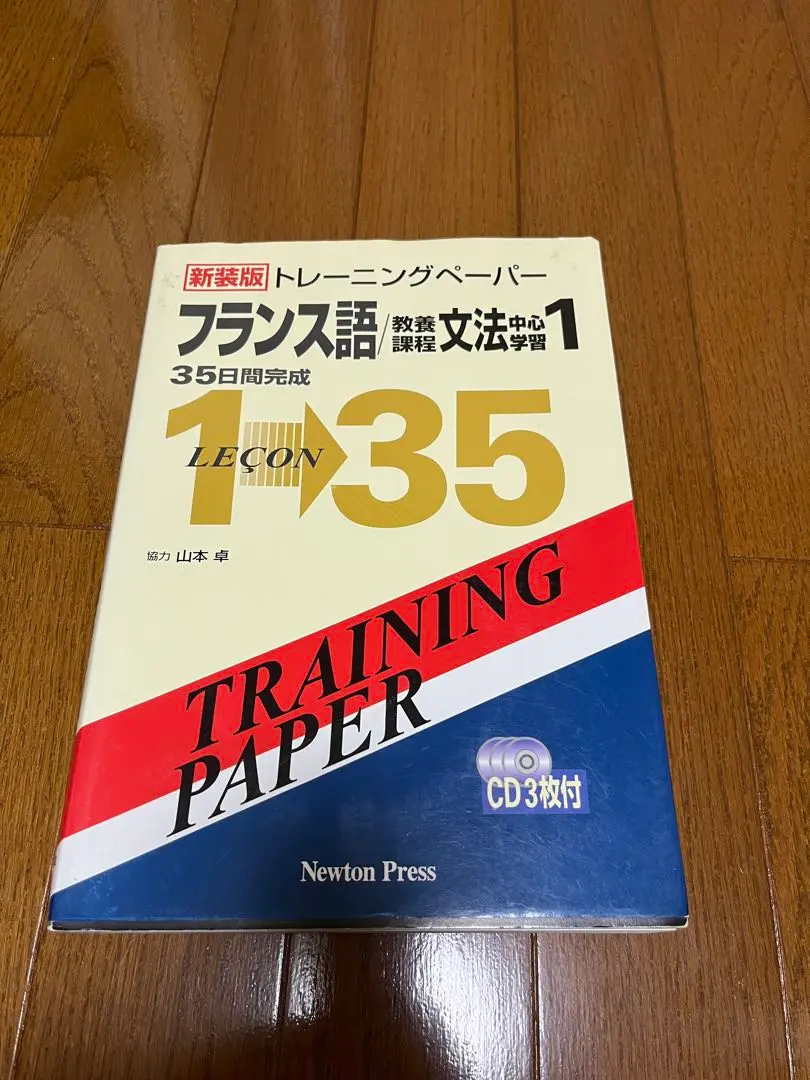 新装版 トレーニングペーパー
フランス語/教養課程 文法中心学習1
35日間完成
1→35
LEÇON
協力 山本 卓
TRAINING
PAPER
CD3枚付
Newton Press